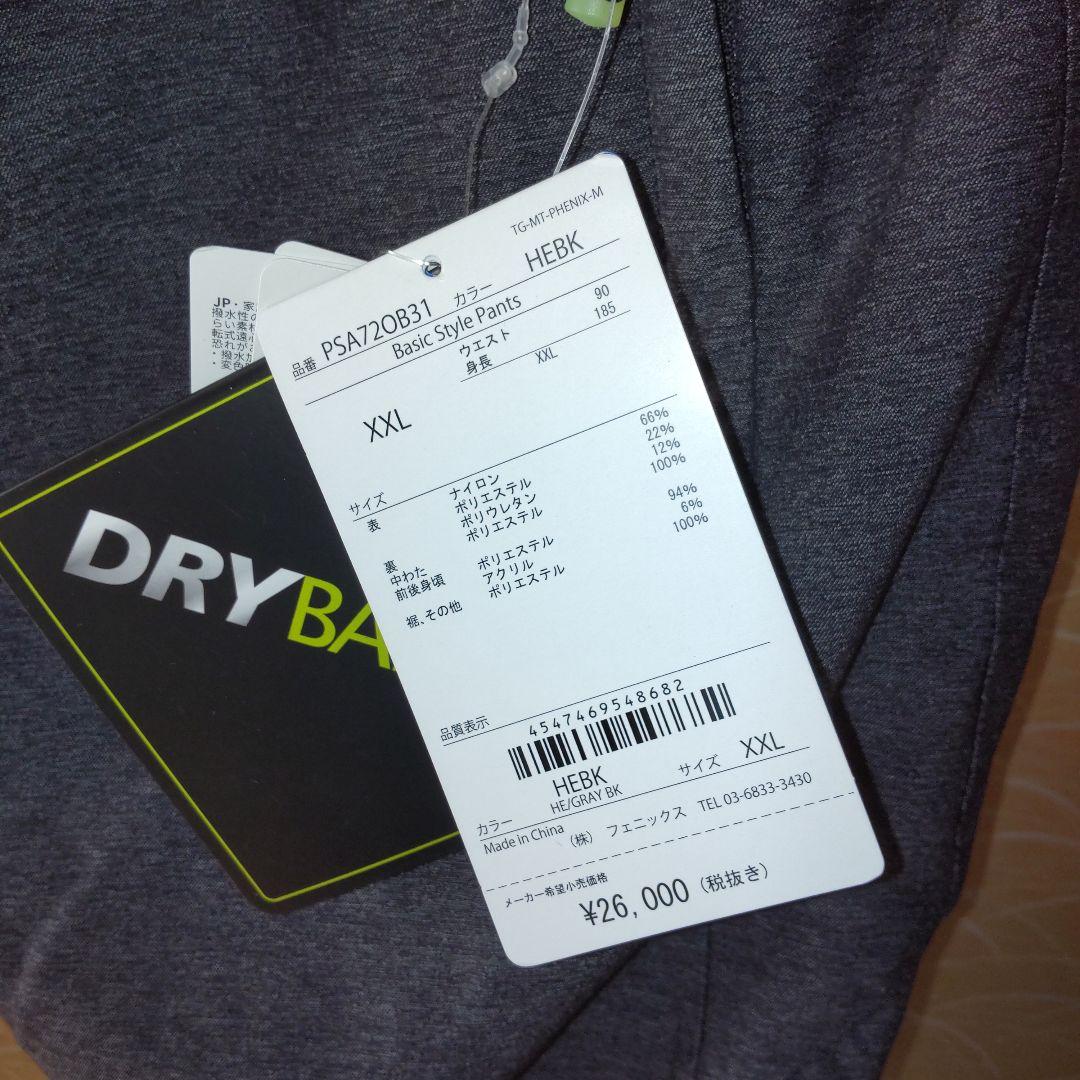 TG-MT-PHENIX-M
品番 PSA72OB31 カラー HEBK
Basic Style Pants
ウエスト 90
身長 185
XXL
XXL
サイズ
表 ナイロン 66%
ポリエステル 22%
ポリウレタン 12%
裏 ポリエステル 100%
中わた
前後身頃 ポリエステル 94%
アクリル 6%
裾、その他 ポリエステル 100%
品質表示
4547469548682
HEBK
カラー HE/GRAY BK サイズ XXL
Made in China (株) フェニックス TEL 03-6833-3430
メーカー希望小売価格
¥26,000 (税抜き)
DRY
JP・家